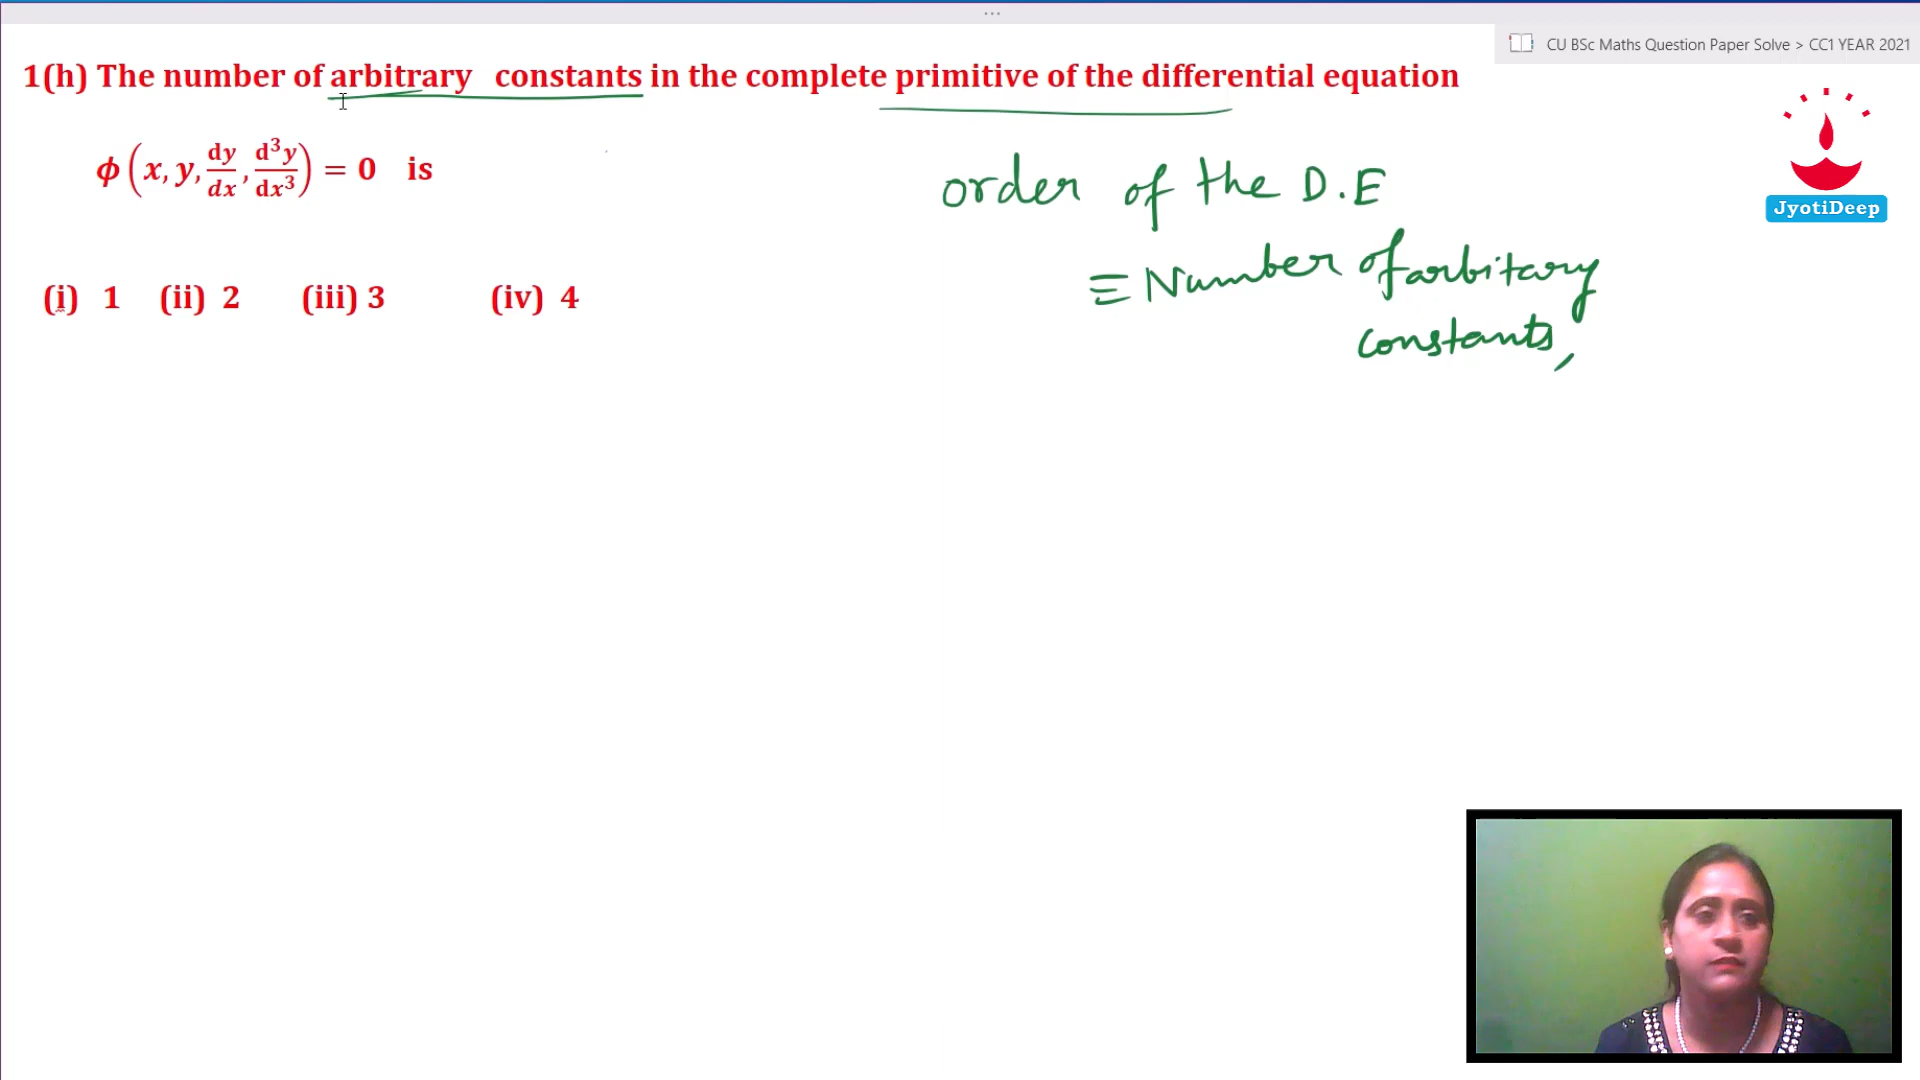 CU BSc Maths Question Paper Solve > CC1 YEAR 2021
1(h) The number of arbitrary constants in the complete primitive of the differential equation
ϕ(x, y, dy/dx, d³y/dx³) = 0 is
JyotiDeep
order of the D.E
≡ Number of arbitary
constants,
(i) 1 (ii) 2 (iii) 3 (iv) 4